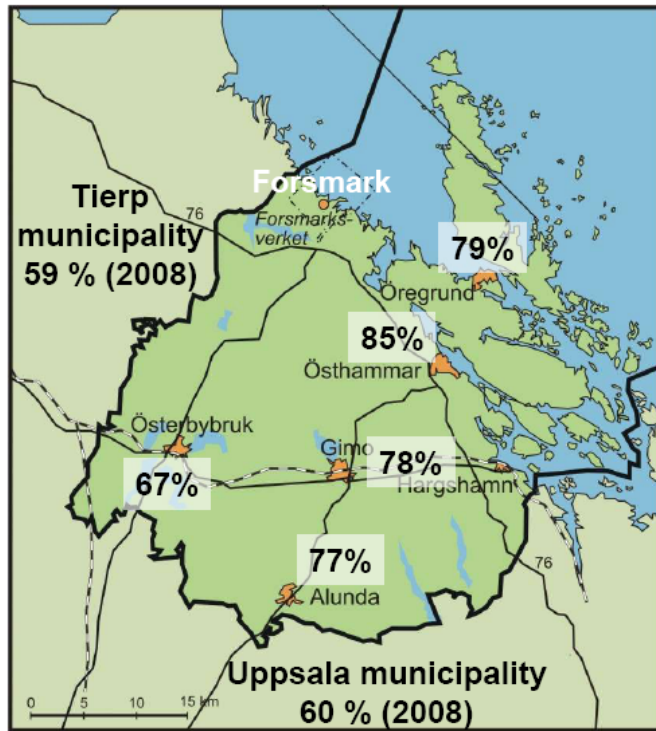 Forsmark
Forsmarks-
verket
Tierp
municipality
59 % (2008)
76
79%
Öregrund
85%
Östhammar
Österbybruk
67%
Gimo
78%
Hargshamn
77%
Alunda
76
Uppsala municipality
60 % (2008)
0 5 10 15 km